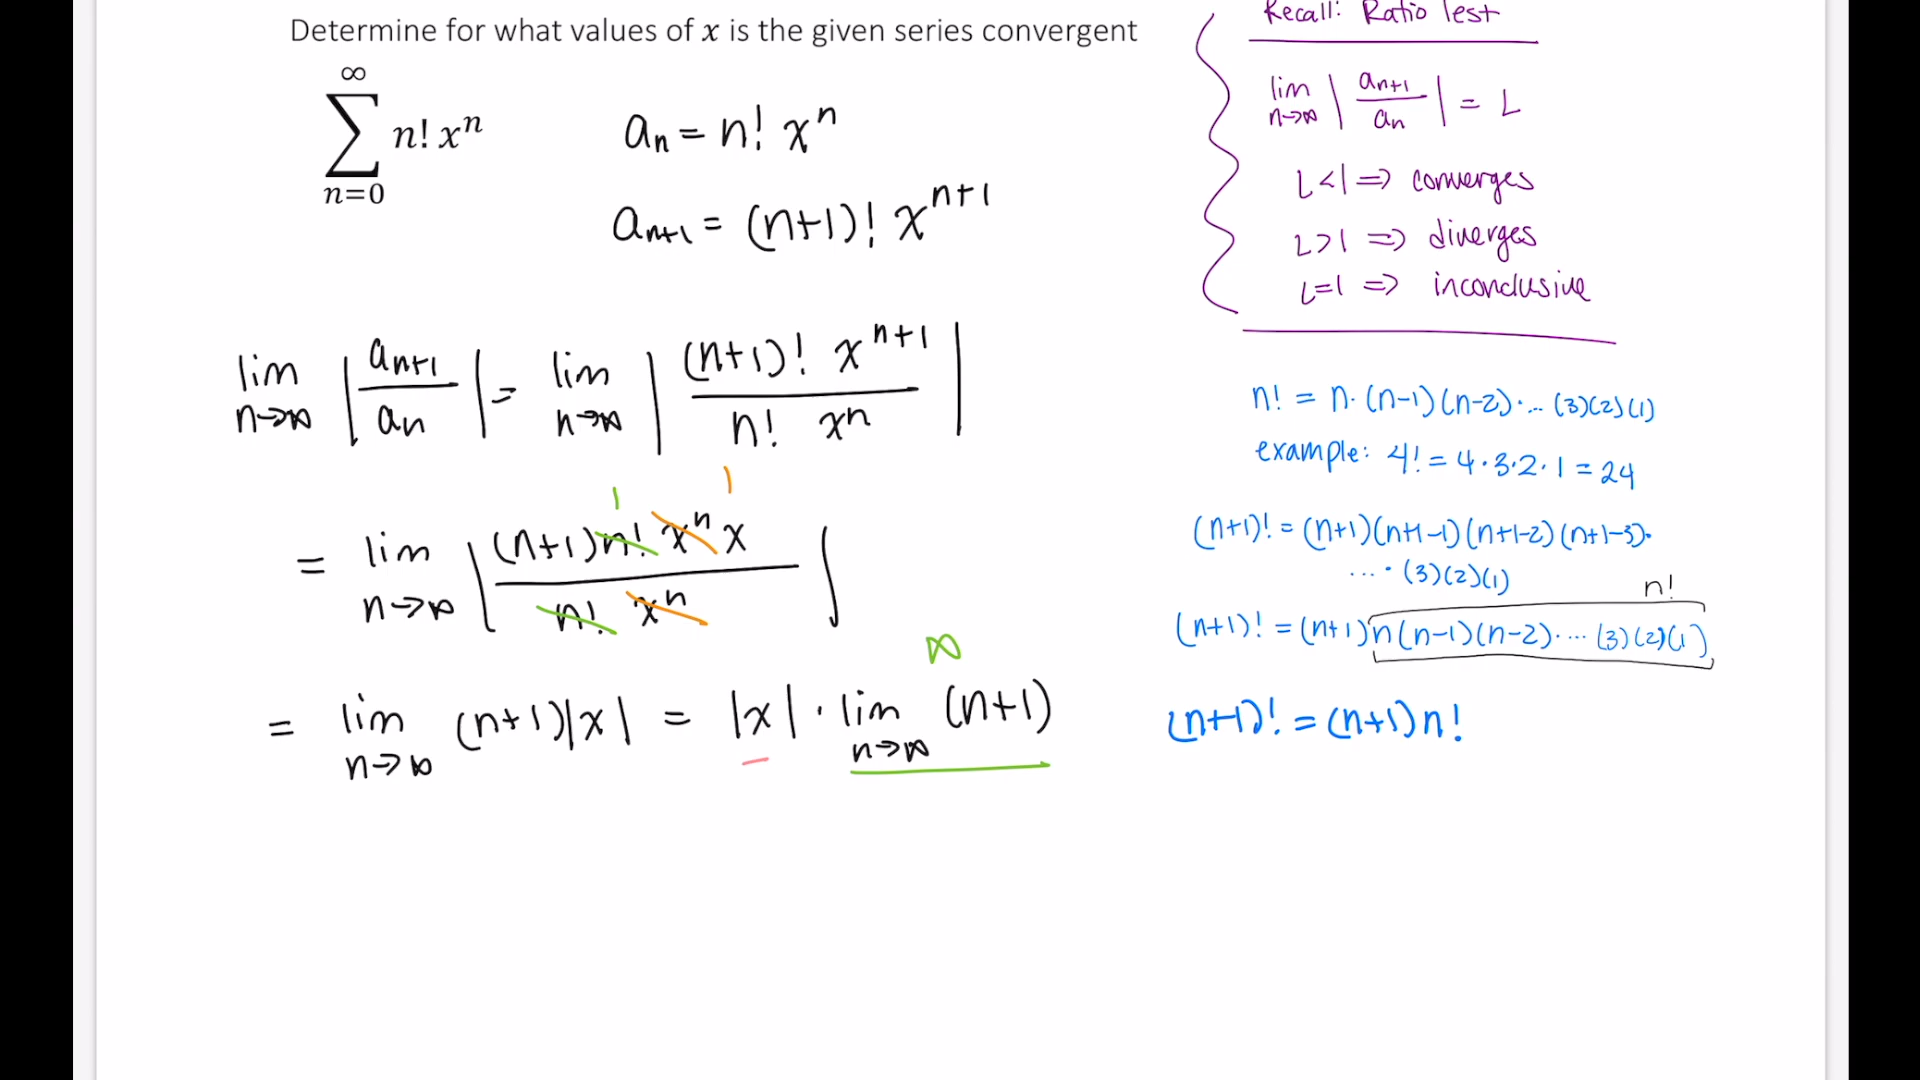 Determine for what values of x is the given series convergent
∞
∑ n! xⁿ
n=0
aₙ = n! xⁿ
aₙ₊₁ = (n+1)! xⁿ⁺¹
lim n→∞ | aₙ₊₁ / aₙ | = lim n→∞ | (n+1)! xⁿ⁺¹ / n! xⁿ |
1 1
= lim n→∞ | (n+1) n! xⁿ x / n! xⁿ |
∞
= lim n→∞ (n+1)|x| = |x| · lim n→∞ (n+1)
Recall: Ratio Test
lim n→∞ | aₙ₊₁ / aₙ | = L
L<1 ⇒ converges
L>1 ⇒ diverges
L=1 ⇒ inconclusive
n! = n·(n-1)(n-2)·… (3)(2)(1)
example: 4! = 4·3·2·1 = 24
(n+1)! = (n+1)(n+1-1)(n+1-2)(n+1-3)·
…·(3)(2)(1)
n!
(n+1)! = (n+1)n(n-1)(n-2)·… (3)(2)(1)
(n+1)! = (n+1)n!